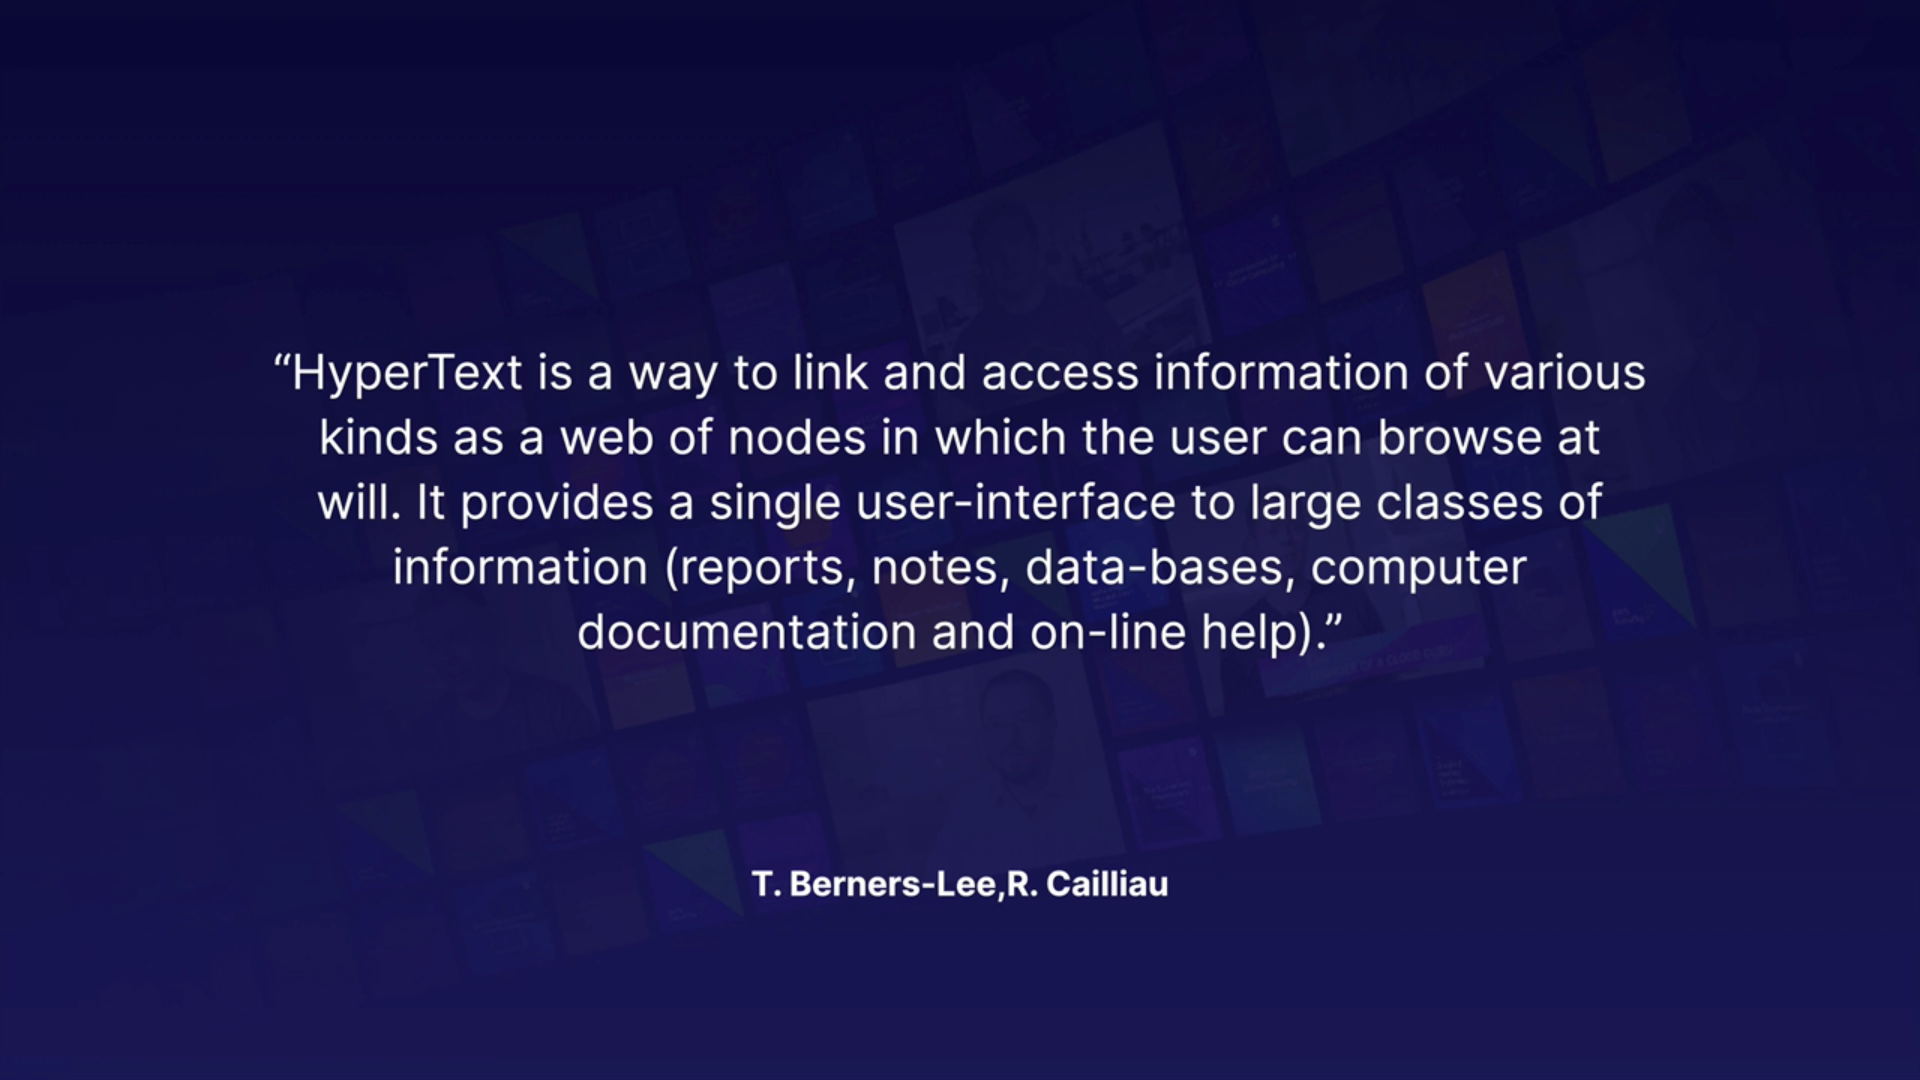 “HyperText is a way to link and access information of various
kinds as a web of nodes in which the user can browse at
will. It provides a single user-interface to large classes of
information (reports, notes, data-bases, computer
documentation and on-line help).”
T. Berners-Lee,R. Cailliau